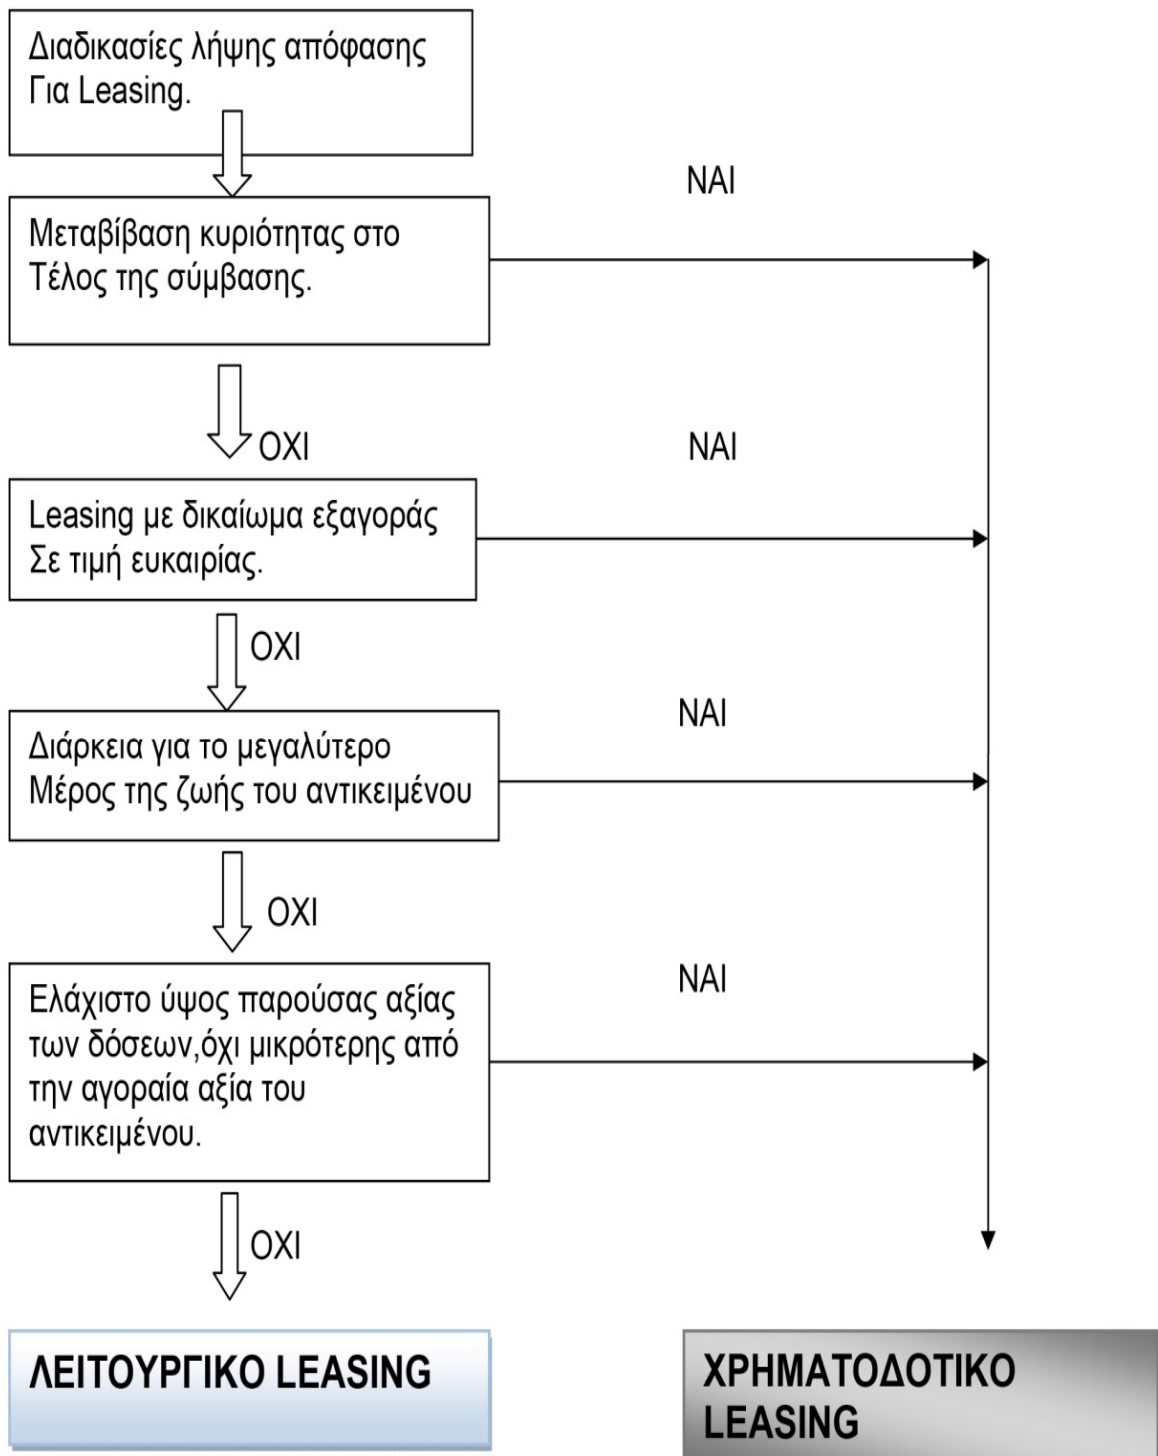 Διαδικασίες λήψης απόφασης
Για Leasing.
ΝΑΙ
Μεταβίβαση κυριότητας στο
Τέλος της σύμβασης.
ΟΧΙ
ΝΑΙ
Leasing με δικαίωμα εξαγοράς
Σε τιμή ευκαιρίας.
ΟΧΙ
ΝΑΙ
Διάρκεια για το μεγαλύτερο
Μέρος της ζωής του αντικειμένου
ΟΧΙ
ΝΑΙ
Ελάχιστο ύψος παρούσας αξίας
των δόσεων,όχι μικρότερης από
την αγοραία αξία του
αντικειμένου.
ΟΧΙ
ΛΕΙΤΟΥΡΓΙΚΟ LEASING
ΧΡΗΜΑΤΟΔΟΤΙΚΟ
LEASING